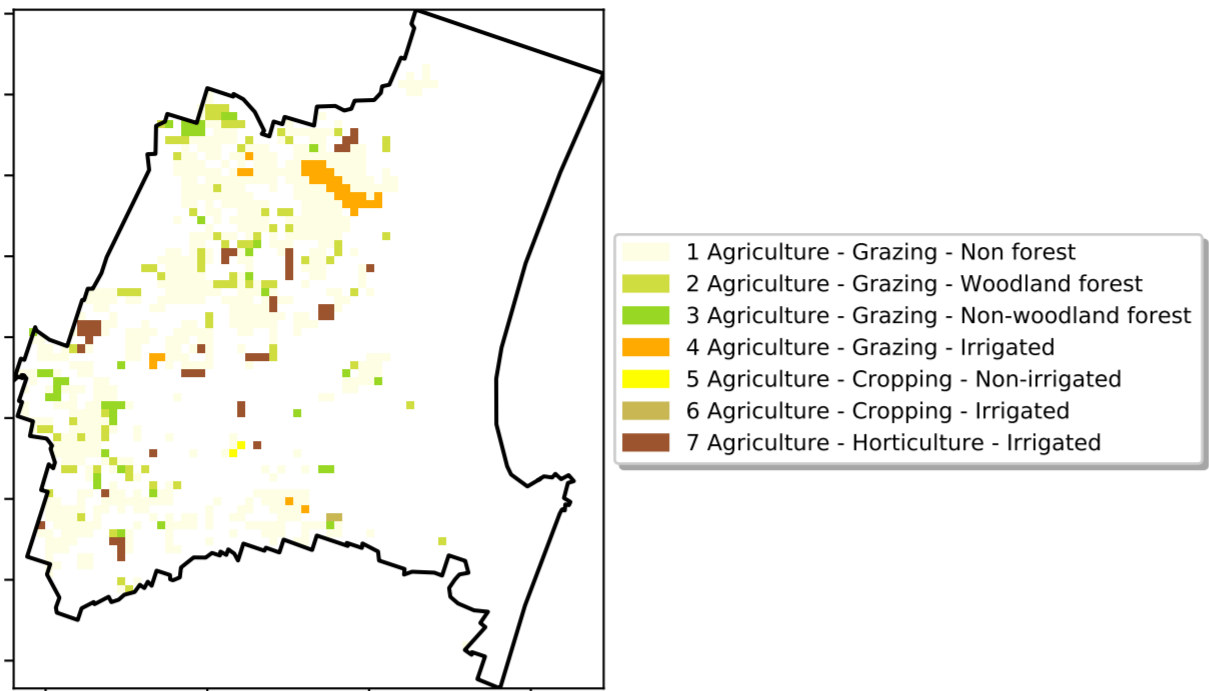 1 Agriculture - Grazing - Non forest
2 Agriculture - Grazing - Woodland forest
3 Agriculture - Grazing - Non-woodland forest
4 Agriculture - Grazing - Irrigated
5 Agriculture - Cropping - Non-irrigated
6 Agriculture - Cropping - Irrigated
7 Agriculture - Horticulture - Irrigated